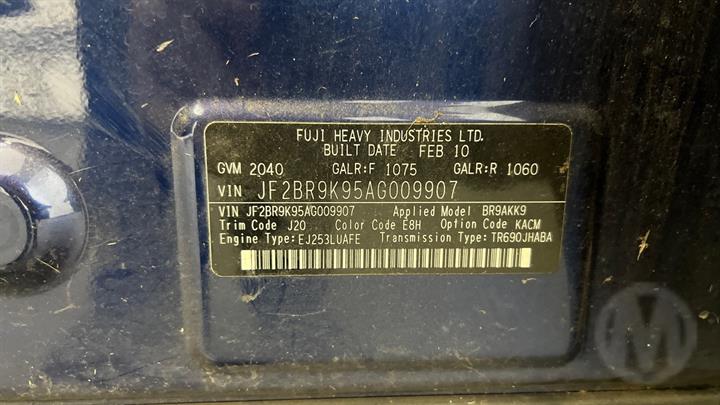 FUJI HEAVY INDUSTRIES LTD.
BUILT DATE FEB 10
GVM 2040 GALR:F 1075 GALR:R 1060
VIN JF2BR9K95AG009907
VIN JF2BR9K95AG009907 Applied Model BR9AKK9
Trim Code J20 Color Code E8H Option Code KACM
Engine Type:EJ253LUAFE Transmission Type:TR690JHABA
M